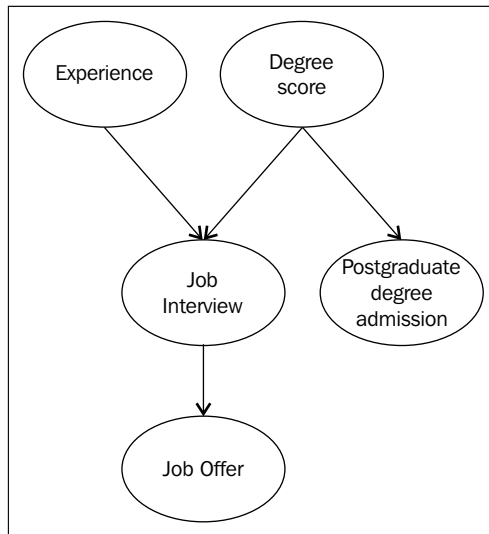 Experience
Degree
score
Job
Interview
Postgraduate
degree
admission
Job Offer